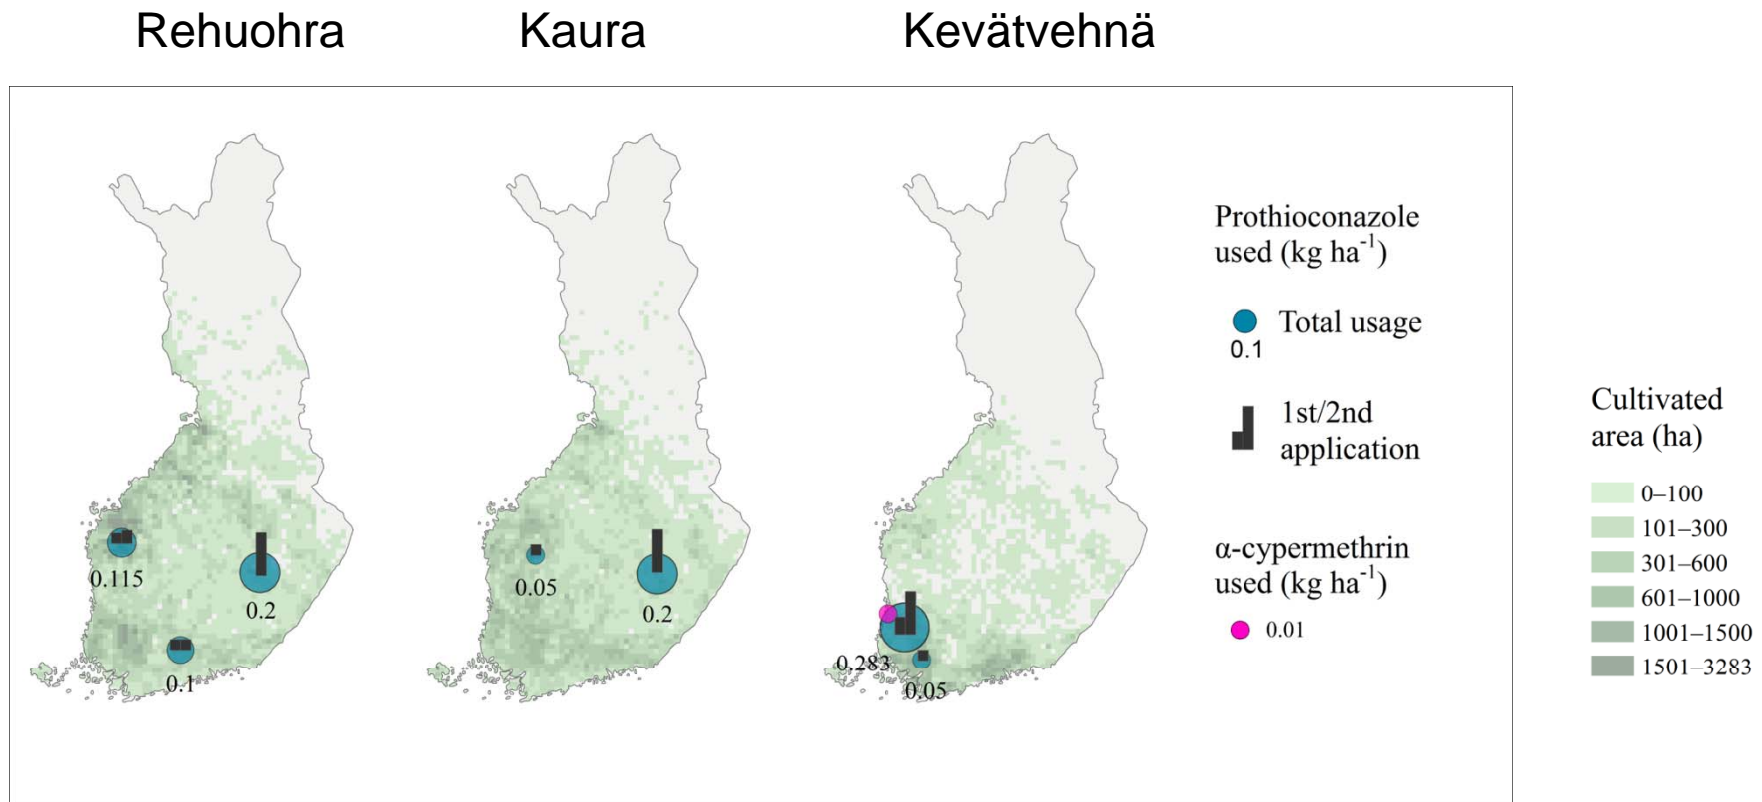 Rehuohra
Kaura
Kevätvehnä
0.115
0.2
0.1
0.05
0.2
0.283
0.05
Prothioconazole
used (kg ha⁻¹)
Total usage
0.1
1st/2nd
application
α-cypermethrin
used (kg ha⁻¹)
0.01
Cultivated
area (ha)
0–100
101–300
301–600
601–1000
1001–1500
1501–3283